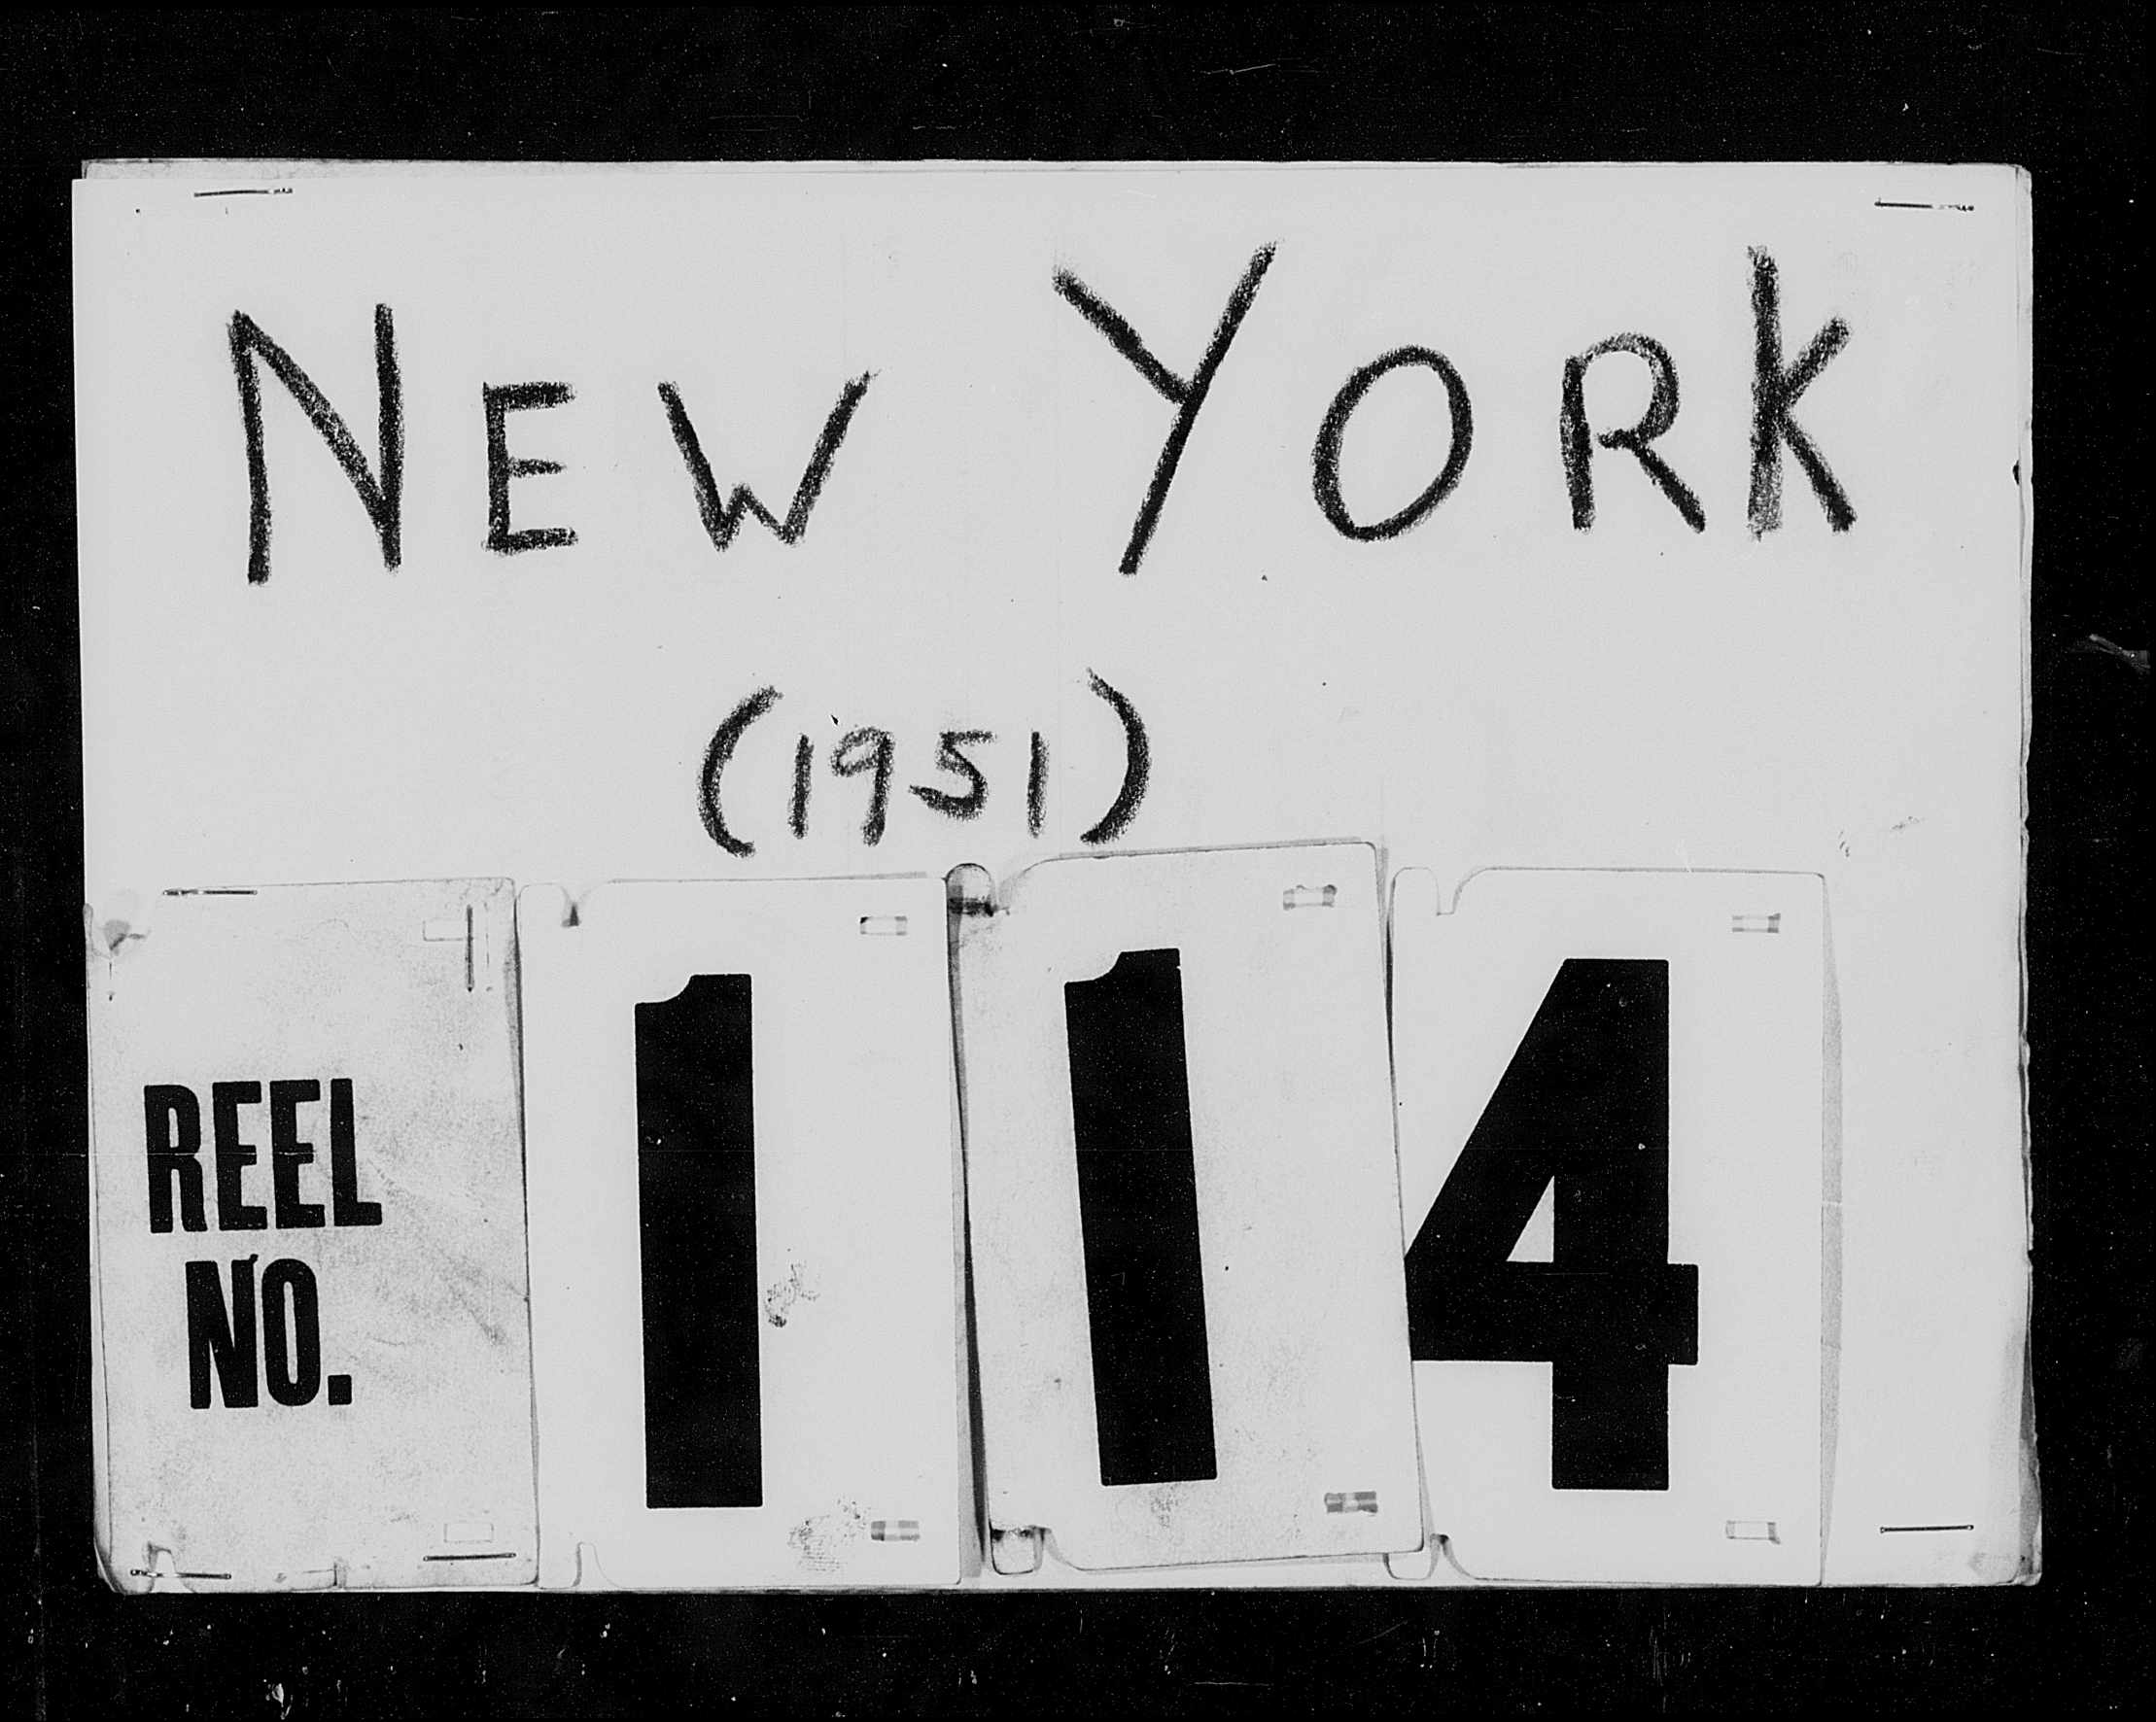 NEW YORK
(1951)
REEL
NO.
114